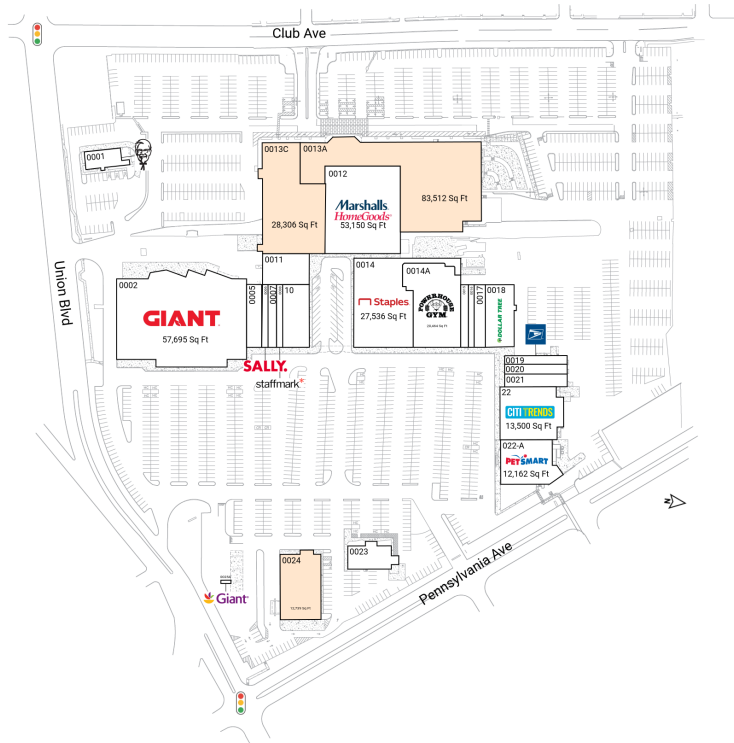 Club Ave
0001
0013C
0013A
0012
Marshalls
HomeGoods
53,150 Sq Ft
83,512 Sq Ft
28,306 Sq Ft
Union Blvd
0011
0002
GIANT
57,695 Sq Ft
0005
0007
10
SALLY.
staffmark
0014
Staples
27,536 Sq Ft
0014A
POWERHOUSE
GYM
0017
0018
DOLLAR TREE
0019
0020
0021
22
CITI TRENDS
13,500 Sq Ft
022-A
PETSMART
12,162 Sq Ft
N
0023
0024
Giant
Pennsylvania Ave